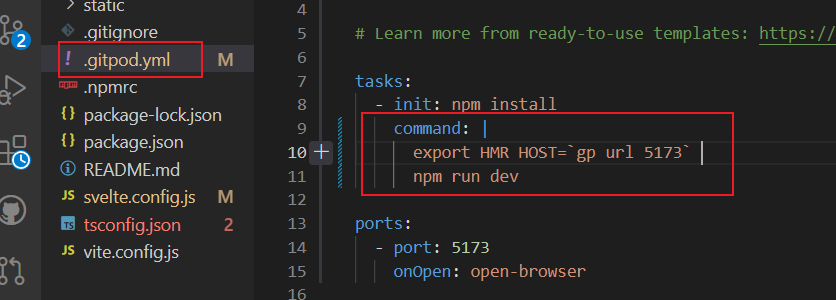 static
.gitignore
.gitpod.yml M
.npmrc
package-lock.json
package.json
README.md
svelte.config.js M
tsconfig.json 2
vite.config.js
2
4
5 # Learn more from ready-to-use templates: https://
6
7 tasks:
8 - init: npm install
9 command: |
10 export HMR HOST=`gp url 5173`
11 npm run dev
12
13 ports:
14 - port: 5173
15 onOpen: open-browser
16